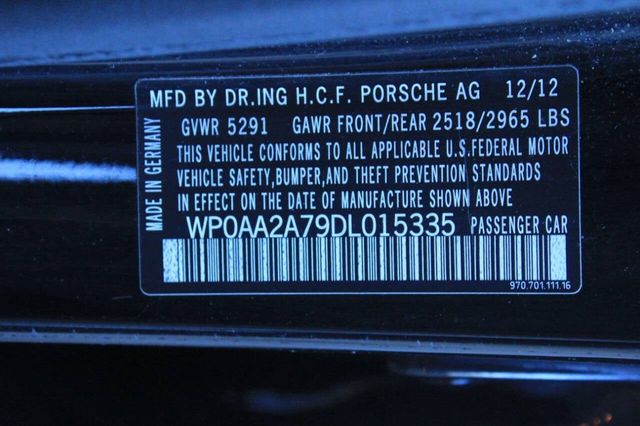 MFD BY DR.ING H.C.F. PORSCHE AG 12/12
GVWR 5291 GAWR FRONT/REAR 2518/2965 LBS
THIS VEHICLE CONFORMS TO ALL APPLICABLE U.S.FEDERAL MOTOR
VEHICLE SAFETY,BUMPER,AND THEFT PREVENTION STANDARDS
IN EFFECT ON THE DATE OF MANUFACTURE SHOWN ABOVE
WP0AA2A79DL015335 PASSENGER CAR
970.701.111.16
MADE IN GERMANY